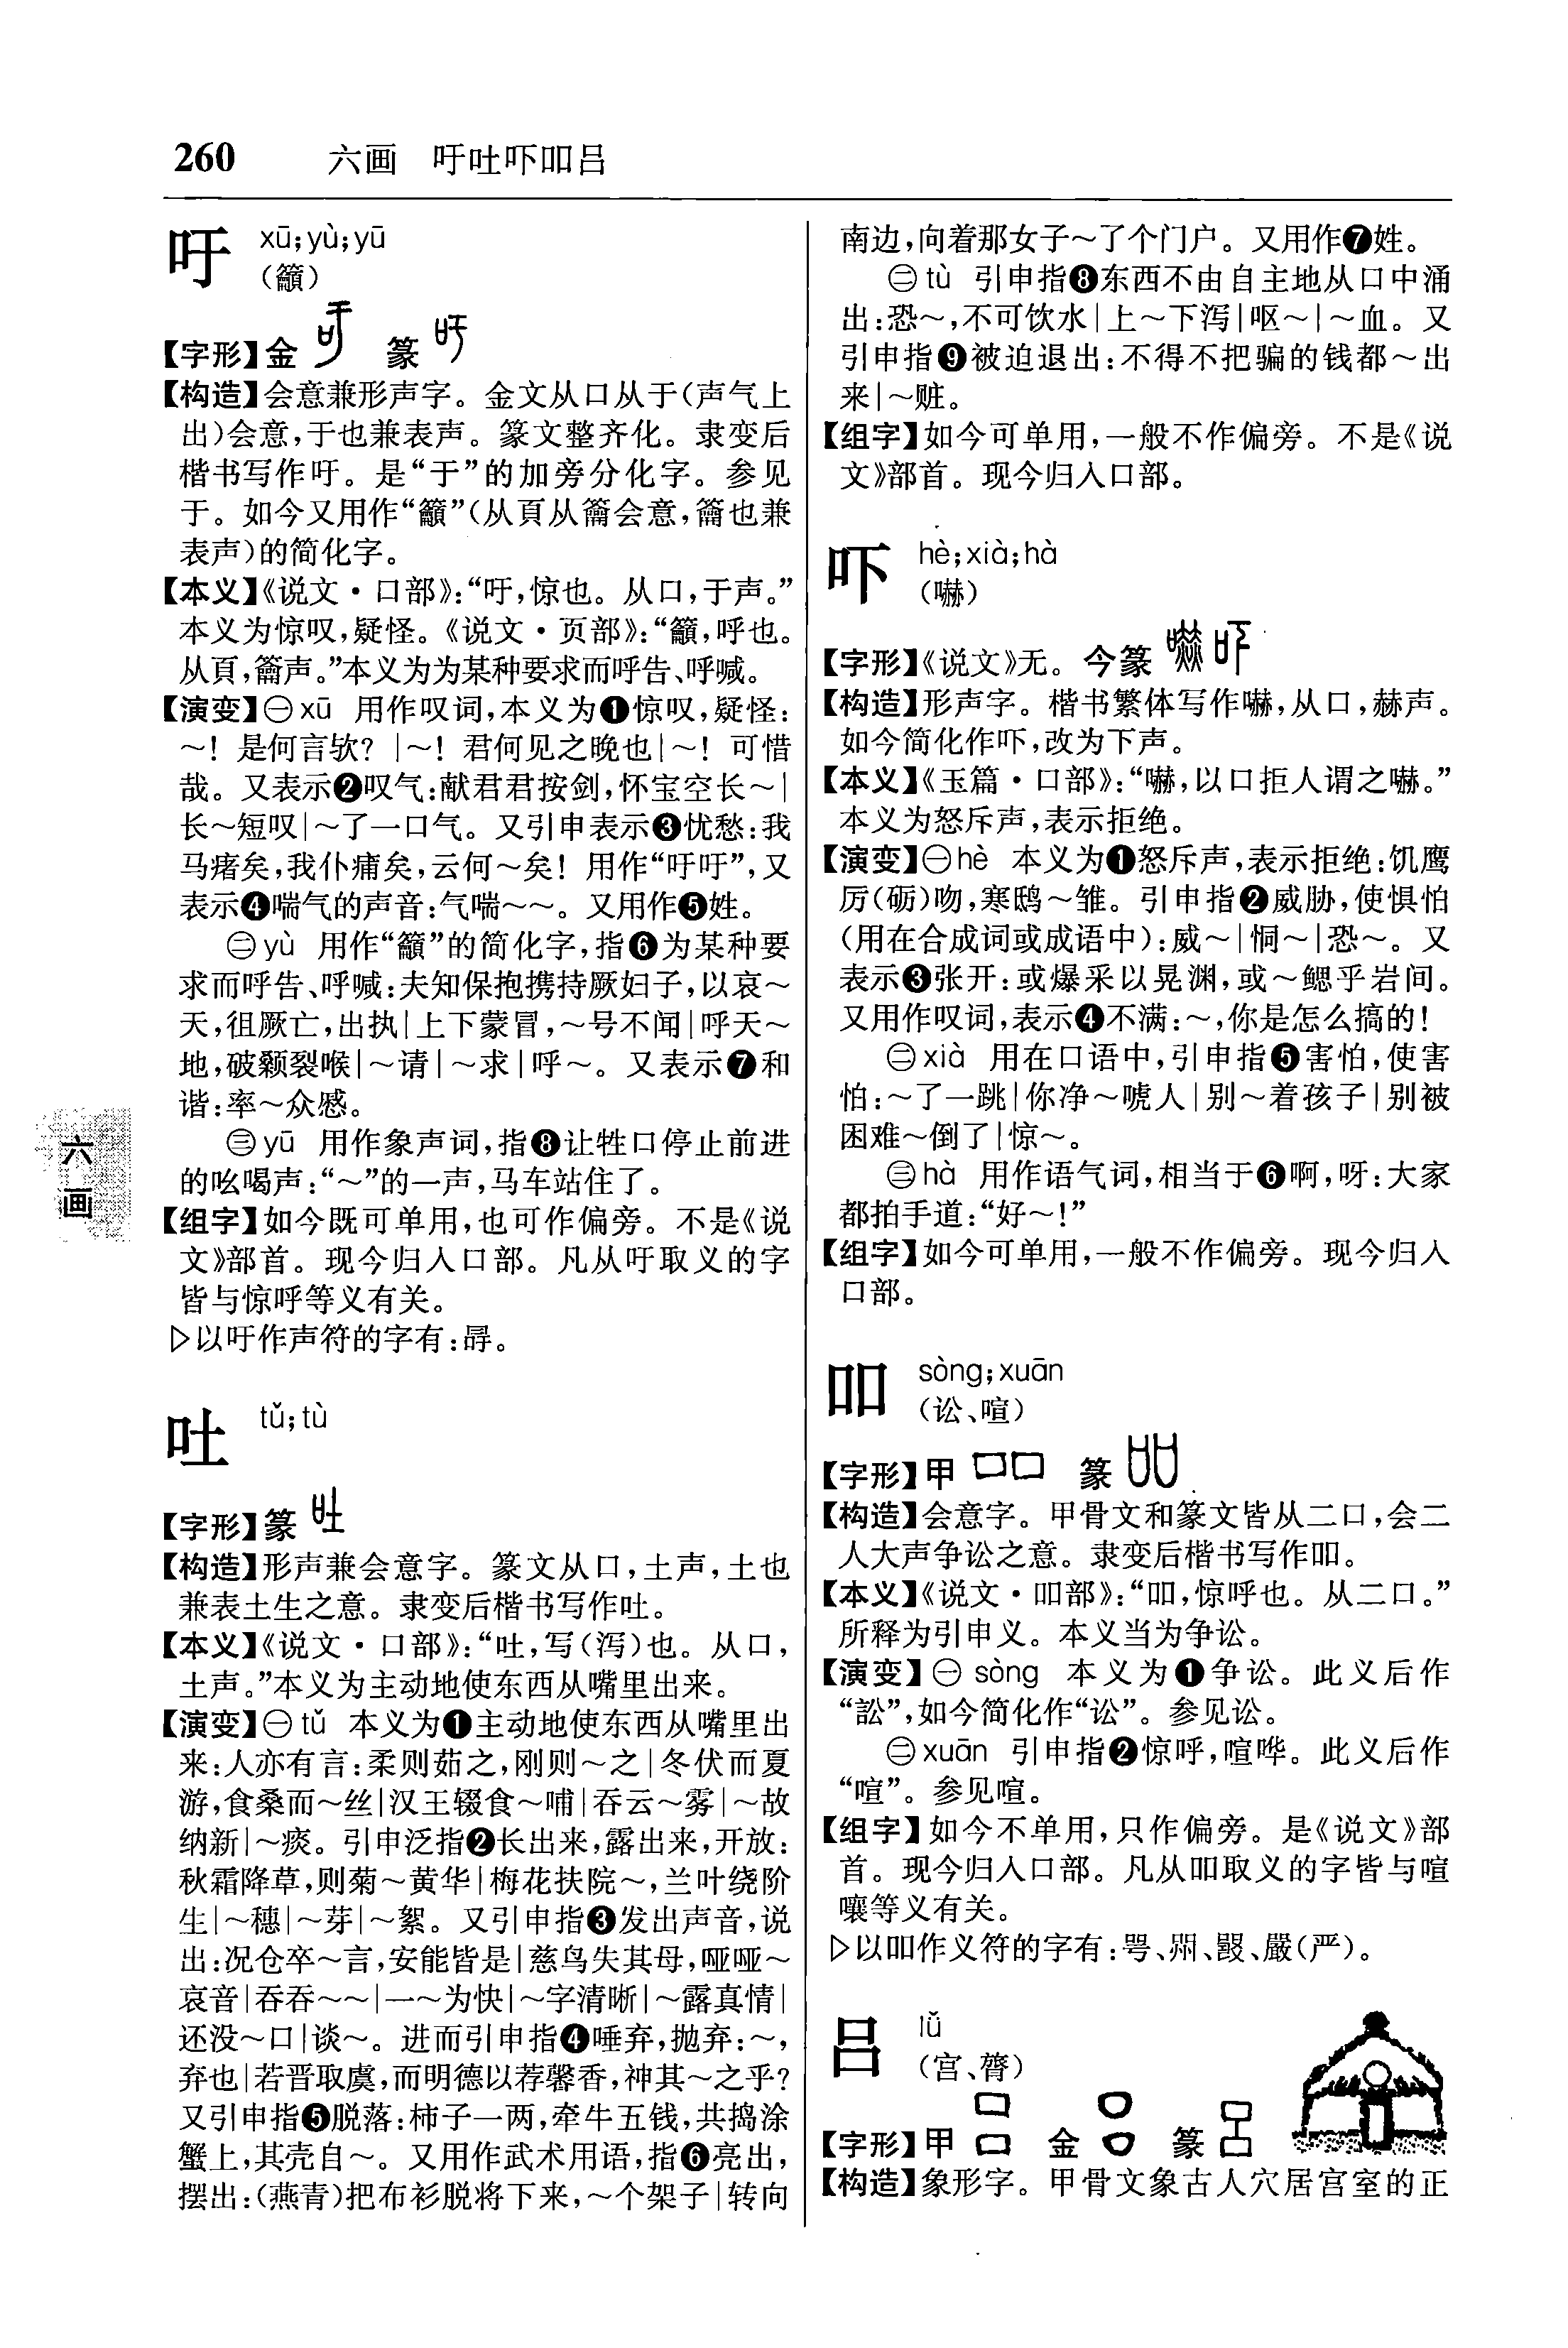 260 六画 吁吐吓吅吕
吁 xū;yù;yū
(籲)
【字形】金 篆
【构造】会意兼形声字。金文从口从于(声气上
出)会意,于也兼表声。篆文整齐化。隶变后
楷书写作吁。是“于”的加旁分化字。参见
于。如今又用作“籲”(从頁从籥会意,籥也兼
表声)的简化字。
【本义】《说文·口部》:“吁,惊也。从口,于声。”
本义为惊叹,疑怪。《说文·页部》:“籲,呼也。
从頁,籥声。”本义为为某种要求而呼告、呼喊。
【演变】㊀xū 用作叹词,本义为❶惊叹,疑怪:
~!是何言欤?|~!君何见之晚也|~!可惜
哉。又表示❷叹气:献君君按剑,怀宝空长~|
长~短叹|~了一口气。又引申表示❸忧愁:我
马瘏矣,我仆痡矣,云何~矣!用作“吁吁”,又
表示❹喘气的声音:气喘~~。又用作❺姓。
㊁yù 用作“籲”的简化字,指❻为某种要
求而呼告、呼喊:夫知保抱携持厥妇子,以哀~
天,徂厥亡,出执|上下蒙冒,~号不闻|呼天~
地,破颡裂喉|~请|~求|呼~。又表示❼和
谐:率~众慼。
㊂yū 用作象声词,指❽让牲口停止前进
的吆喝声:“~”的一声,马车站住了。
【组字】如今既可单用,也可作偏旁。不是《说
文》部首。现今归入口部。凡从吁取义的字
皆与惊呼等义有关。
▷以吁作声符的字有:㝵。
吐 tǔ;tù
【字形】篆
【构造】形声兼会意字。篆文从口,土声,土也
兼表土生之意。隶变后楷书写作吐。
【本义】《说文·口部》:“吐,写(泻)也。从口,
土声。”本义为主动地使东西从嘴里出来。
【演变】㊀tǔ 本义为❶主动地使东西从嘴里出
来:人亦有言:柔则茹之,刚则~之|冬伏而夏
游,食桑而~丝|汉王辍食~哺|吞云~雾|~故
纳新|~痰。引申泛指❷长出来,露出来,开放:
秋霜降草,则菊~黄华|梅花扶院~,兰叶绕阶
生|~穗|~芽|~絮。又引申指❸发出声音,说
出:况仓卒~言,安能皆是|慈乌失其母,哑哑~
哀音|吞吞~~|一~为快|~字清晰|~露真情|
还没~口|谈~。进而引申指❹唾弃,抛弃:~,
弃也|若晋取虞,而明德以荐馨香,神其~之乎?
又引申指❺脱落:柿子一两,牵牛五钱,共捣涂
蟹上,其壳自~。又用作武术用语,指❻亮出,
摆出:(燕青)把布衫脱将下来,~个架子|转向
南边,向着那女子~了个门户。又用作❼姓。
㊁tù 引申指❽东西不由自主地从口中涌
出:恐~,不可饮水|上~下泻|呕~|~血。又
引申指❾被迫退出:不得不把骗的钱都~出
来|~赃。
【组字】如今可单用,一般不作偏旁。不是《说
文》部首。现今归入口部。
吓 hè;xià;hà
(嚇)
【字形】《说文》无。今篆
【构造】形声字。楷书繁体写作嚇,从口,赫声。
如今简化作吓,改为下声。
【本义】《玉篇·口部》:“嚇,以口拒人谓之嚇。”
本义为怒斥声,表示拒绝。
【演变】㊀hè 本义为❶怒斥声,表示拒绝:饥鹰
厉(砺)吻,寒鸱~雏。引申指❷威胁,使惧怕
(用在合成词或成语中):威~|恫~|恐~。又
表示❸张开:或爆采以晃渊,或~鳃乎岩间。
又用作叹词,表示❹不满:~,你是怎么搞的!
㊁xià 用在口语中,引申指❺害怕,使害
怕:~了一跳|你净~唬人|别~着孩子|别被
困难~倒了|惊~。
㊂hà 用作语气词,相当于❻啊,呀:大家
都拍手道:“好~!”
【组字】如今可单用,一般不作偏旁。现今归入
口部。
吅 sòng;xuān
(讼、喧)
【字形】甲 篆
【构造】会意字。甲骨文和篆文皆从二口,会二
人大声争讼之意。隶变后楷书写作吅。
【本义】《说文·吅部》:“吅,惊呼也。从二口。”
所释为引申义。本义当为争讼。
【演变】㊀sòng 本义为❶争讼。此义后作
“訟”,如今简化作“讼”。参见讼。
㊁xuān 引申指❷惊呼,喧哗。此义后作
“喧”。参见喧。
【组字】如今不单用,只作偏旁。是《说文》部
首。现今归入口部。凡从吅取义的字皆与喧
嚷等义有关。
▷以吅作义符的字有:咢、嚴(严)。
吕 lǚ
(宫、膂)
【字形】甲 金 篆
【构造】象形字。甲骨文象古人穴居宫室的正
六
画